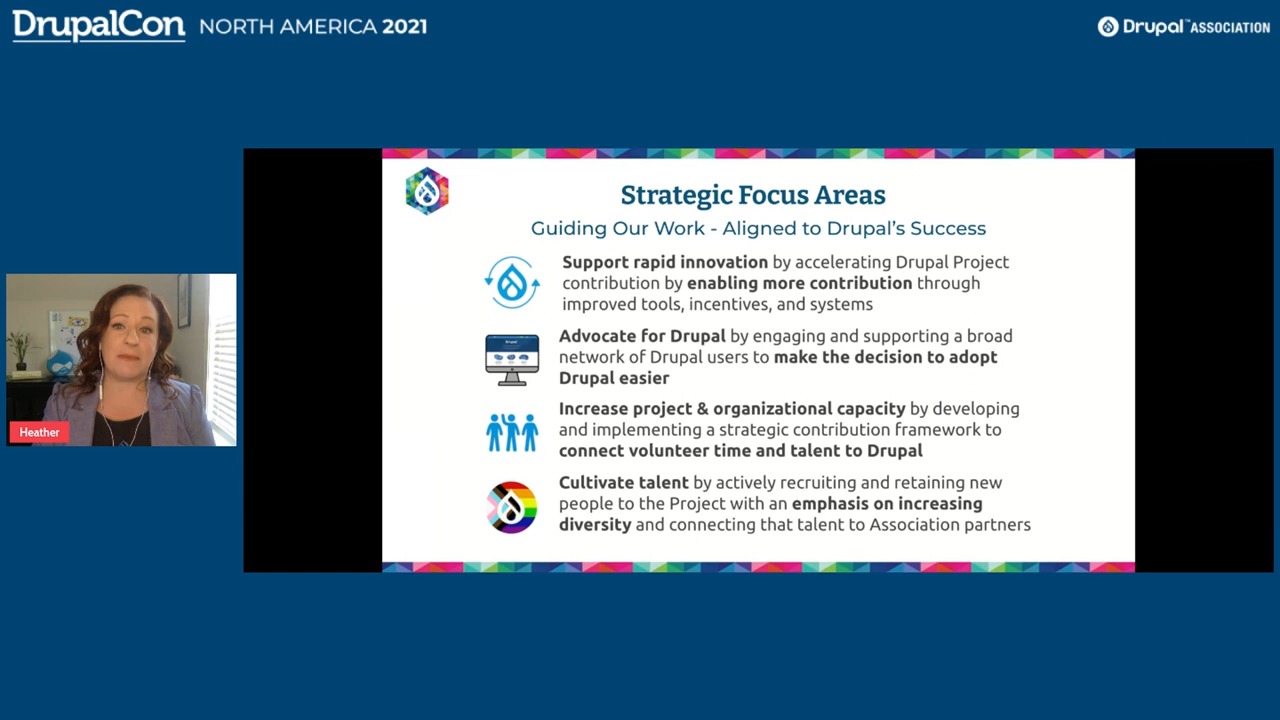 DrupalCon NORTH AMERICA 2021
Drupal™ ASSOCIATION
Strategic Focus Areas
Guiding Our Work - Aligned to Drupal's Success
Support rapid innovation by accelerating Drupal Project
contribution by enabling more contribution through
improved tools, incentives, and systems
Advocate for Drupal by engaging and supporting a broad
network of Drupal users to make the decision to adopt
Drupal easier
Increase project & organizational capacity by developing
and implementing a strategic contribution framework to
connect volunteer time and talent to Drupal
Cultivate talent by actively recruiting and retaining new
people to the Project with an emphasis on increasing
diversity and connecting that talent to Association partners
Heather